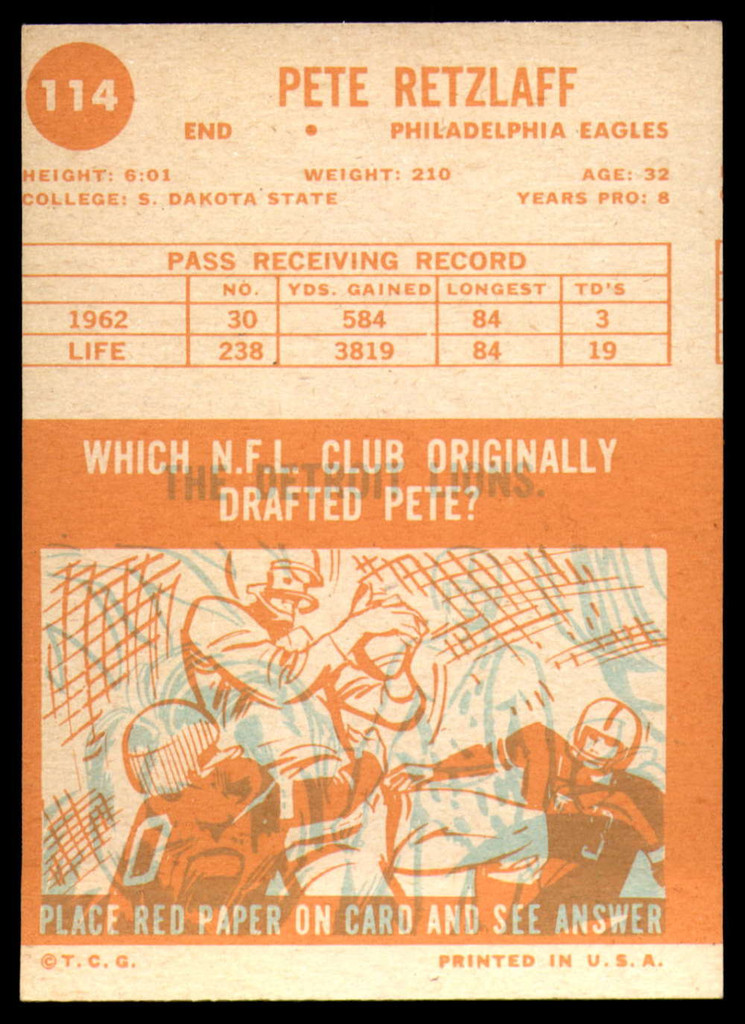 114
PETE RETZLAFF
END • PHILADELPHIA EAGLES
HEIGHT: 6:01 WEIGHT: 210 AGE: 32
COLLEGE: S. DAKOTA STATE YEARS PRO: 8
PASS RECEIVING RECORD
NO. YDS. GAINED LONGEST TD'S
1962 30 584 84 3
LIFE 238 3819 84 19
WHICH N.F.L. CLUB ORIGINALLY
THE DETROIT LIONS.
DRAFTED PETE?
PLACE RED PAPER ON CARD AND SEE ANSWER
© T.C.G. PRINTED IN U.S.A.